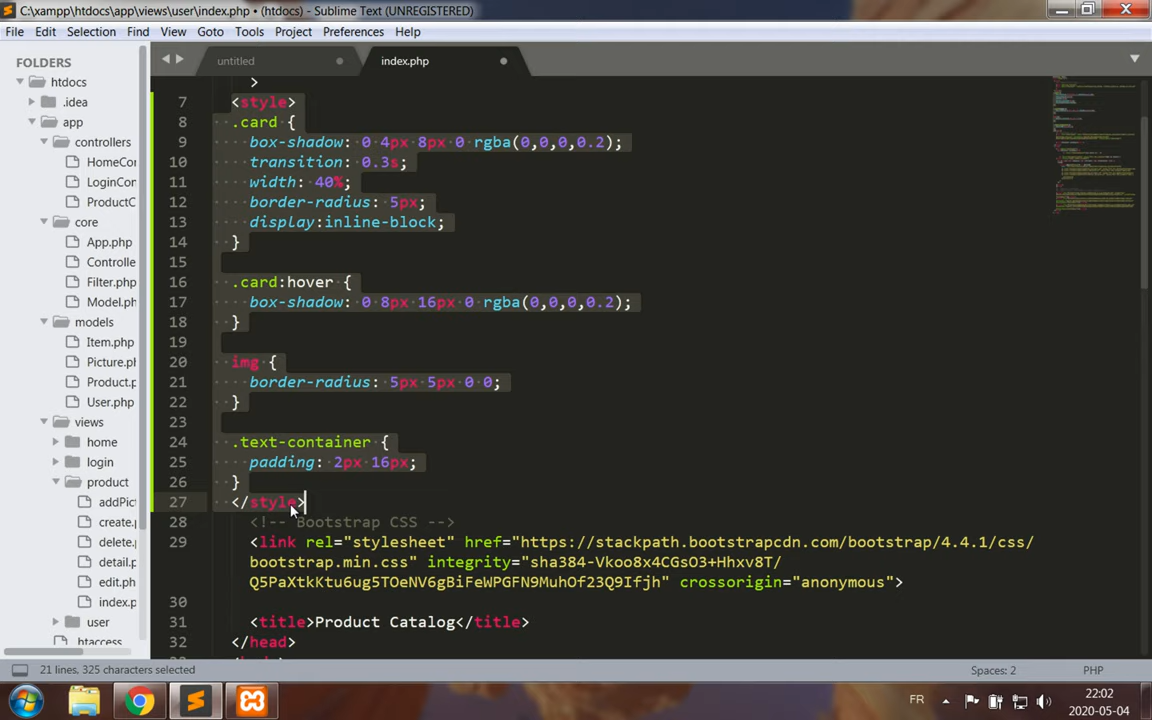 C:\xampp\htdocs\app\views\user\index.php • (htdocs) - Sublime Text (UNREGISTERED)
File Edit Selection Find View Goto Tools Project Preferences Help
FOLDERS
htdocs
.idea
app
controllers
HomeCon
LoginCon
ProductC
core
App.php
Controlle
Filter.php
Model.ph
models
Item.php
Picture.ph
Product.p
User.php
views
home
login
product
addPict
create.p
delete.p
detail.p
edit.php
index.p
user
.htaccess
untitled
index.php
>
7 <style>
8 .card {
9 box-shadow: 0 4px 8px 0 rgba(0,0,0,0.2);
10 transition: 0.3s;
11 width: 40%;
12 border-radius: 5px;
13 display:inline-block;
14 }
15
16 .card:hover {
17 box-shadow: 0 8px 16px 0 rgba(0,0,0,0.2);
18 }
19
20 img {
21 border-radius: 5px 5px 0 0;
22 }
23
24 .text-container {
25 padding: 2px 16px;
26 }
27 </style>
28 <!-- Bootstrap CSS -->
29 <link rel="stylesheet" href="https://stackpath.bootstrapcdn.com/bootstrap/4.4.1/css/
bootstrap.min.css" integrity="sha384-Vkoo8x4CGsO3+Hhxv8T/
Q5PaXtkKtu6ug5TOeNV6gBiFeWPGFN9MuhOf23Q9Ifjh" crossorigin="anonymous">
30
31 <title>Product Catalog</title>
32 </head>
21 lines, 325 characters selected
Spaces: 2
PHP
FR
22:02
2020-05-04